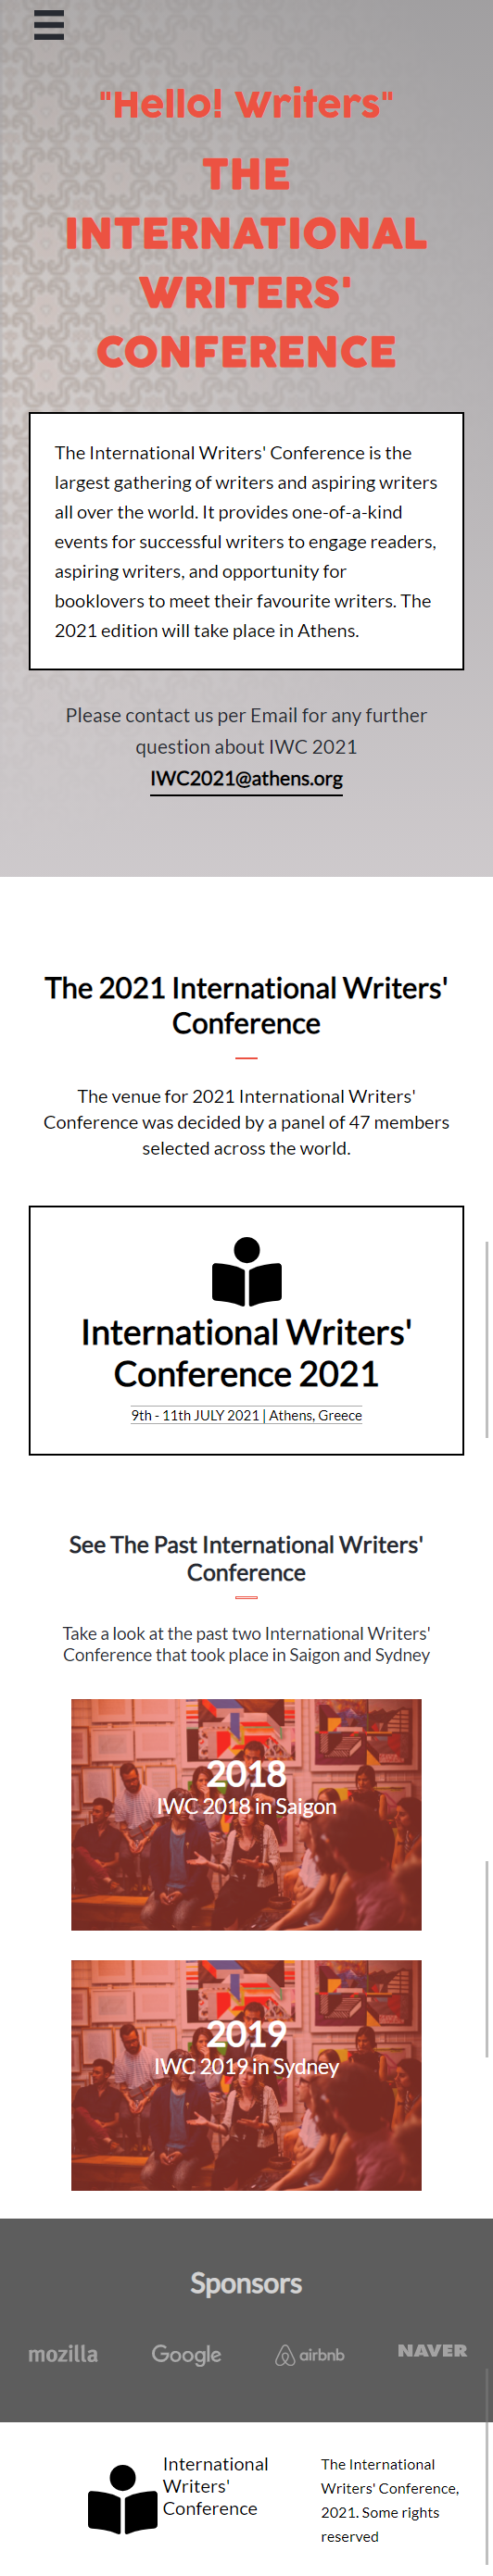 "Hello! Writers"
THE
INTERNATIONAL
WRITERS'
CONFERENCE
The International Writers' Conference is the
largest gathering of writers and aspiring writers
all over the world. It provides one-of-a-kind
events for successful writers to engage readers,
aspiring writers, and opportunity for
booklovers to meet their favourite writers. The
2021 edition will take place in Athens.
Please contact us per Email for any further
question about IWC 2021
IWC2021@athens.org
The 2021 International Writers'
Conference
The venue for 2021 International Writers'
Conference was decided by a panel of 47 members
selected across the world.
International Writers'
Conference 2021
9th - 11th JULY 2021 | Athens, Greece
See The Past International Writers'
Conference
Take a look at the past two International Writers'
Conference that took place in Saigon and Sydney
2018
IWC 2018 in Saigon
2019
IWC 2019 in Sydney
Sponsors
mozilla Google airbnb NAVER
International
Writers'
Conference
The International
Writers' Conference,
2021. Some rights
reserved